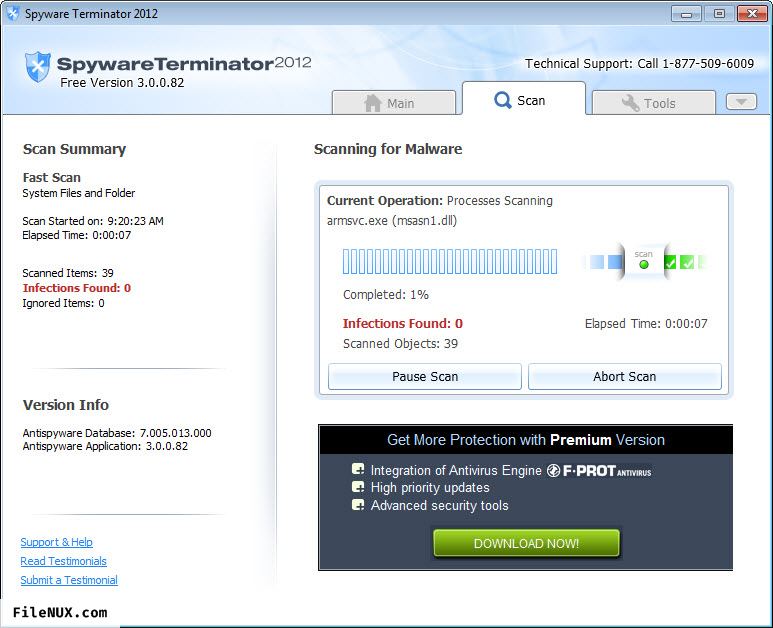 Spyware Terminator 2012
SpywareTerminator2012
Free Version 3.0.0.82
Technical Support: Call 1-877-509-6009
Main
Scan
Tools
Scan Summary
Fast Scan
System Files and Folder
Scan Started on: 9:20:23 AM
Elapsed Time: 0:00:07
Scanned Items: 39
Infections Found: 0
Ignored Items: 0
Version Info
Antispyware Database: 7.005.013.000
Antispyware Application: 3.0.0.82
Support & Help
Read Testimonials
Submit a Testimonial
Scanning for Malware
Current Operation: Processes Scanning
armsvc.exe (msasn1.dll)
scan
Completed: 1%
Infections Found: 0
Elapsed Time: 0:00:07
Scanned Objects: 39
Pause Scan
Abort Scan
Get More Protection with Premium Version
Integration of Antivirus Engine F-PROT ANTIVIRUS
High priority updates
Advanced security tools
DOWNLOAD NOW!
FileNUX.com